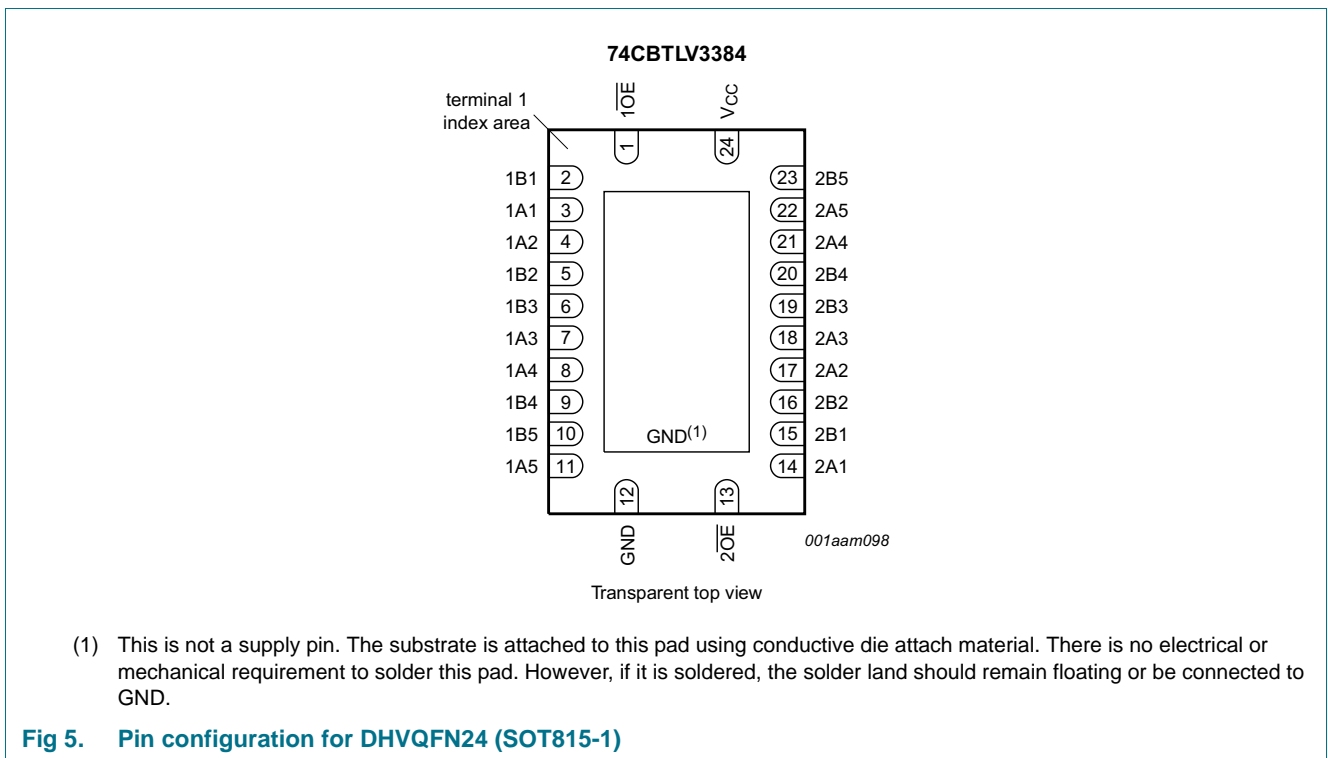 74CBTLV3384
terminal 1
index area
1OE
VCC
1
24
1B1 2
23 2B5
1A1 3
22 2A5
1A2 4
21 2A4
1B2 5
20 2B4
1B3 6
19 2B3
1A3 7
18 2A3
1A4 8
17 2A2
1B4 9
16 2B2
1B5 10
GND(1)
15 2B1
1A5 11
14 2A1
12
13
GND
2OE
001aam098
Transparent top view
(1) This is not a supply pin. The substrate is attached to this pad using conductive die attach material. There is no electrical or
mechanical requirement to solder this pad. However, if it is soldered, the solder land should remain floating or be connected to
GND.
Fig 5. Pin configuration for DHVQFN24 (SOT815-1)